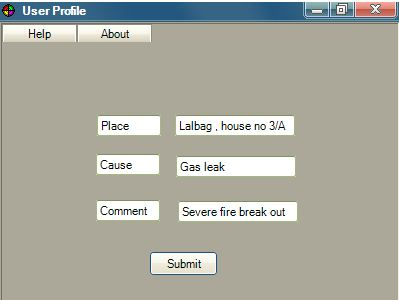 User Profile
Help About
Place Lalbag , house no 3/A
Cause Gas leak
Comment Severe fire break out
Submit